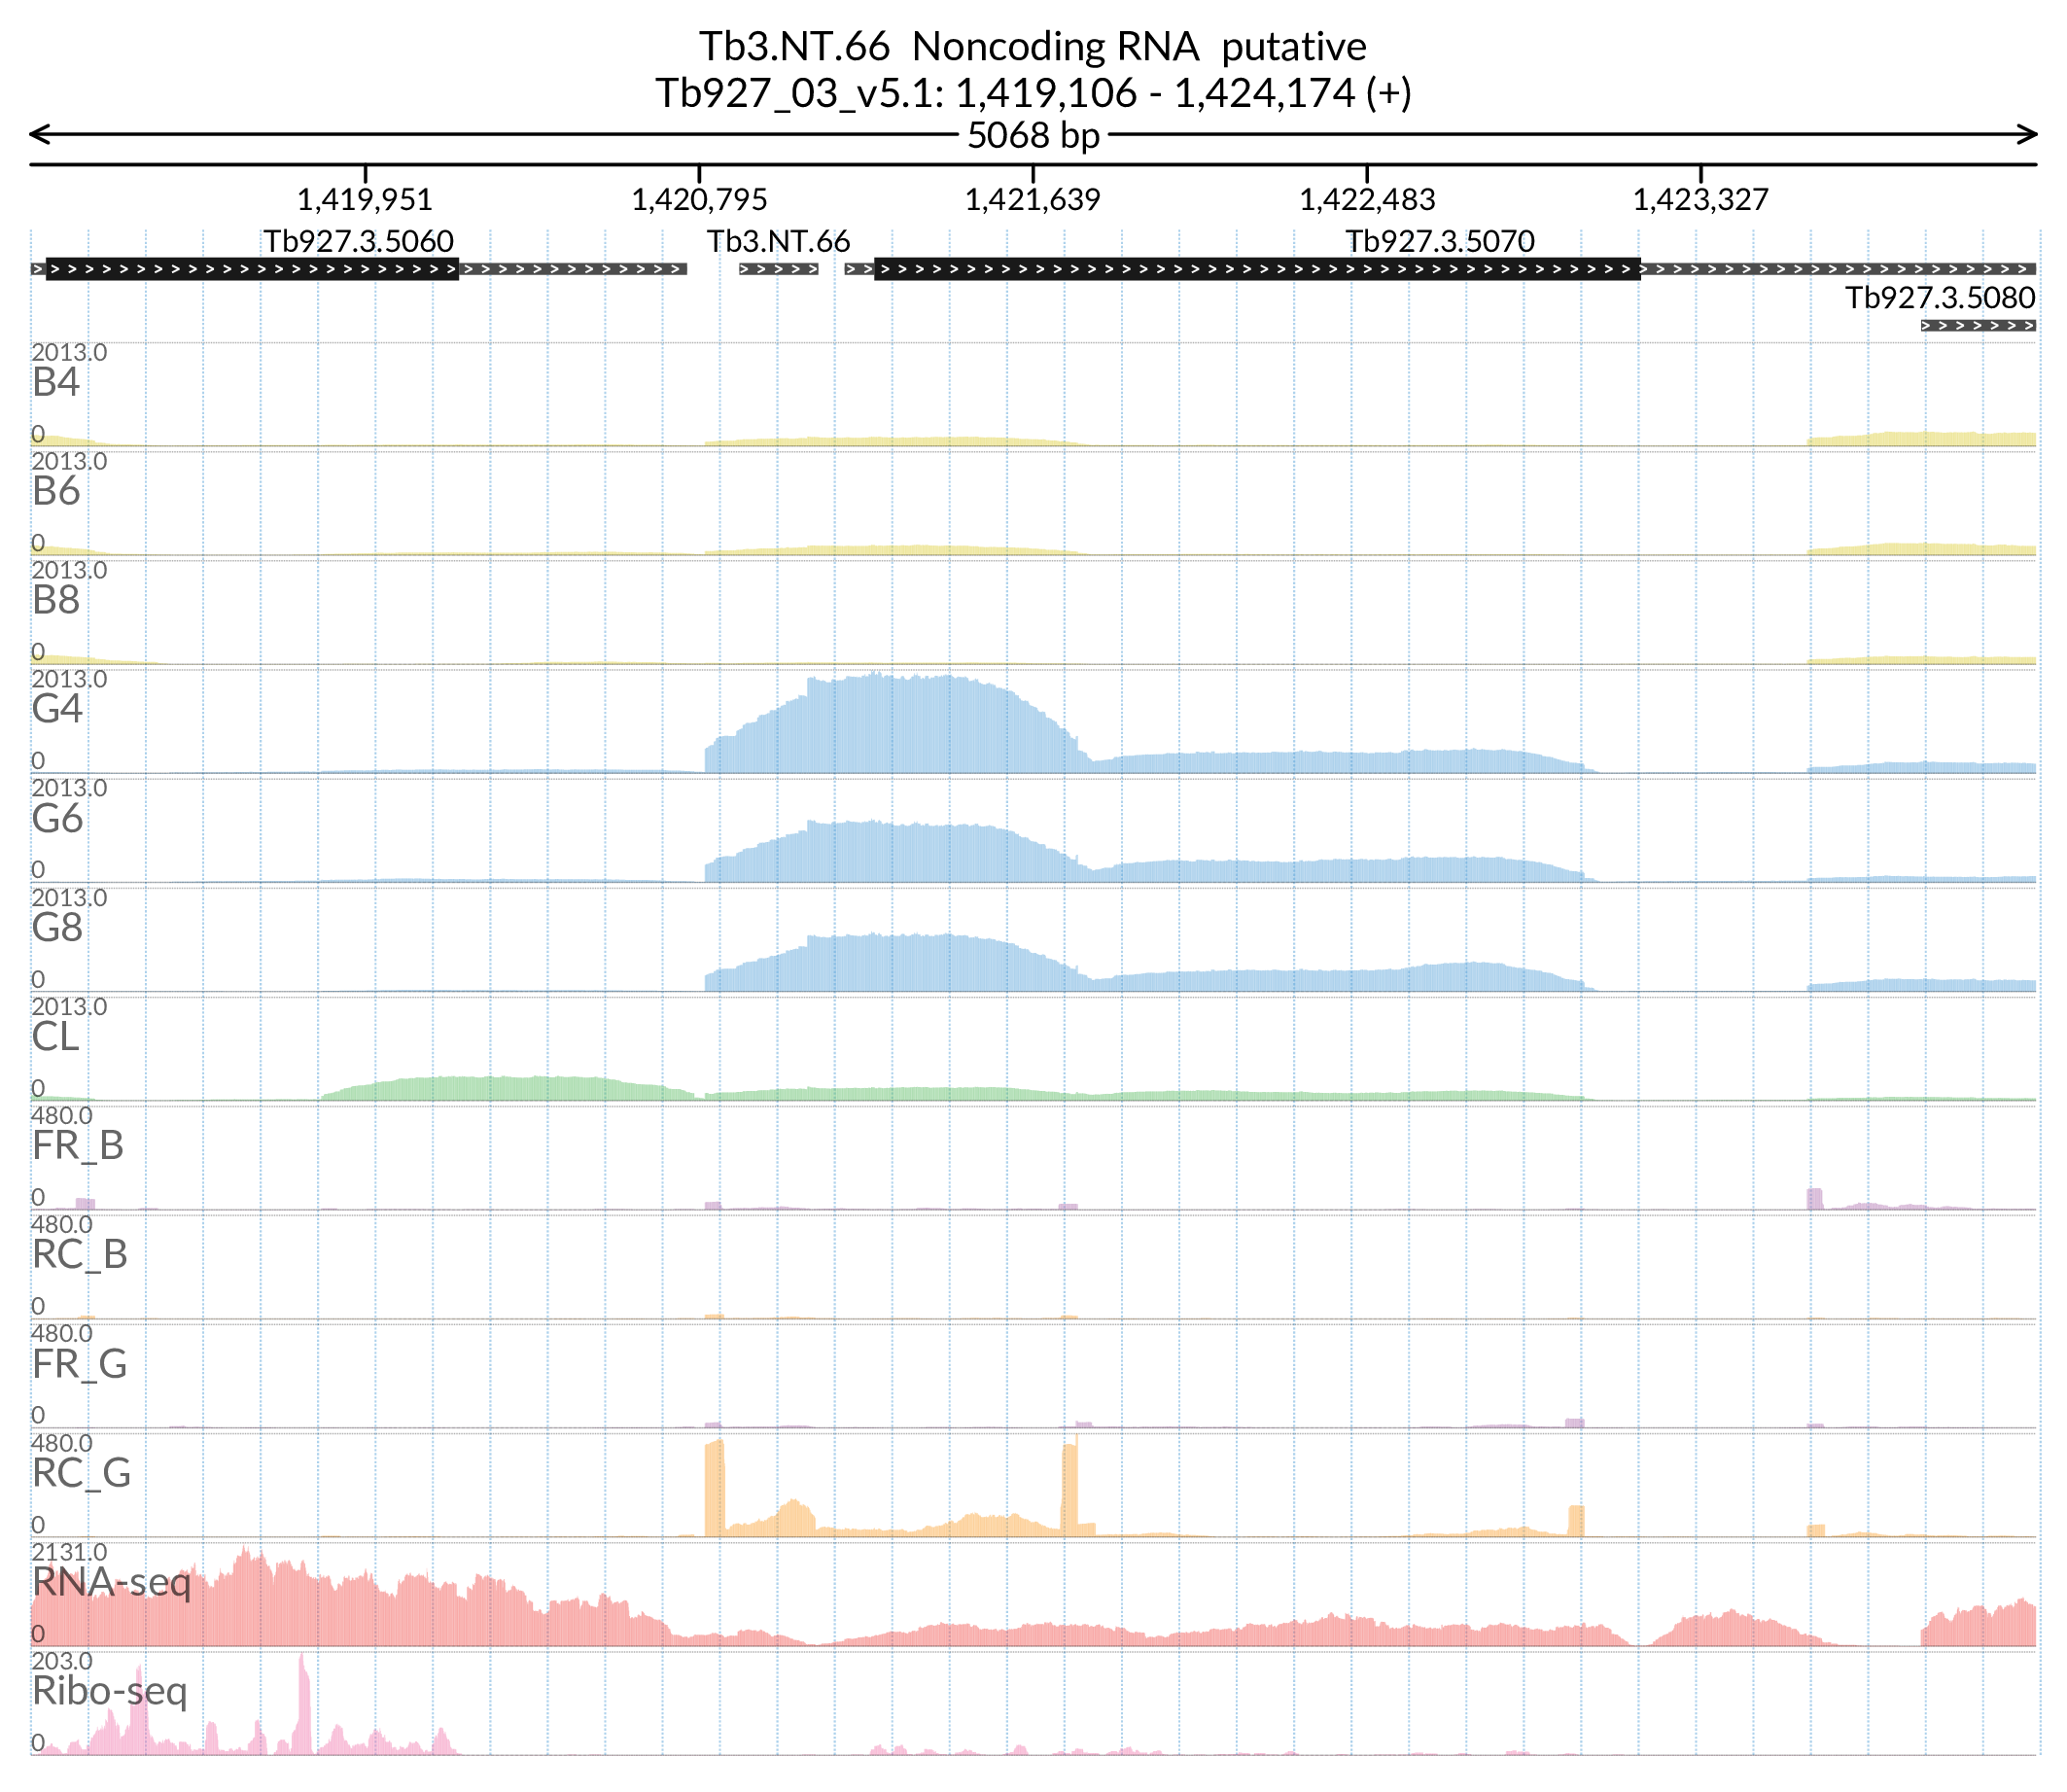 Tb3.NT.66 Noncoding RNA putative
Tb927_03_v5.1: 1,419,106 - 1,424,174 (+)
5068 bp
1,419,951 1,420,795 1,421,639 1,422,483 1,423,327
Tb927.3.5060 Tb3.NT.66 Tb927.3.5070
Tb927.3.5080
2013.0
B4
0
2013.0
B6
0
2013.0
B8
0
2013.0
G4
0
2013.0
G6
0
2013.0
G8
0
2013.0
CL
0
480.0
FR_B
0
480.0
RC_B
0
480.0
FR_G
0
480.0
RC_G
0
2131.0
RNA-seq
0
203.0
Ribo-seq
0